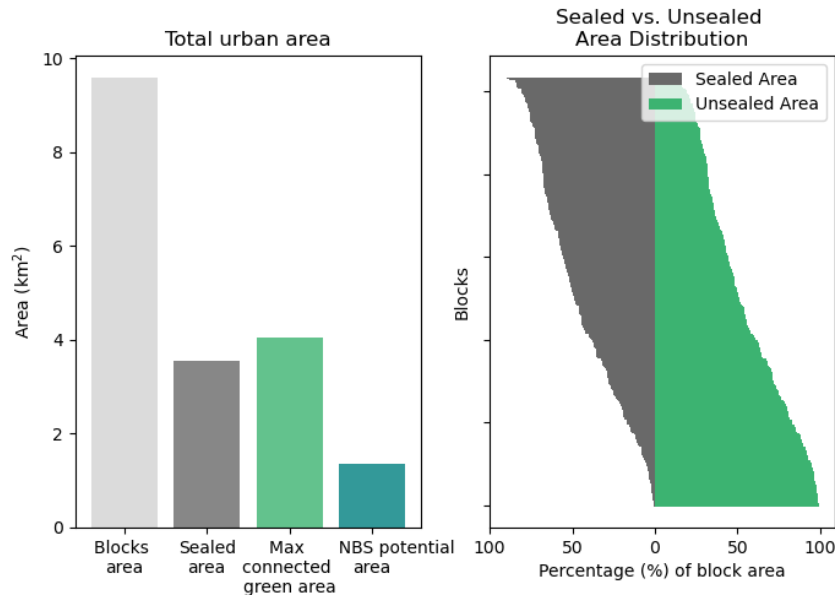 Total urban area
10
8
6
4
2
0
Area (km²)
Blocks area
Sealed area
Max connected green area
NBS potential area
Sealed vs. Unsealed
Area Distribution
Sealed Area
Unsealed Area
Blocks
100 50 0 50 100
Percentage (%) of block area